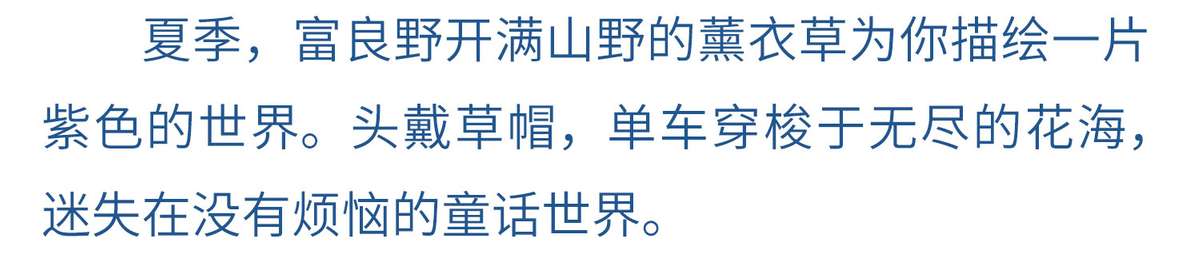 夏季，富良野开满山野的薰衣草为你描绘一片
紫色的世界。头戴草帽，单车穿梭于无尽的花海，
迷失在没有烦恼的童话世界。